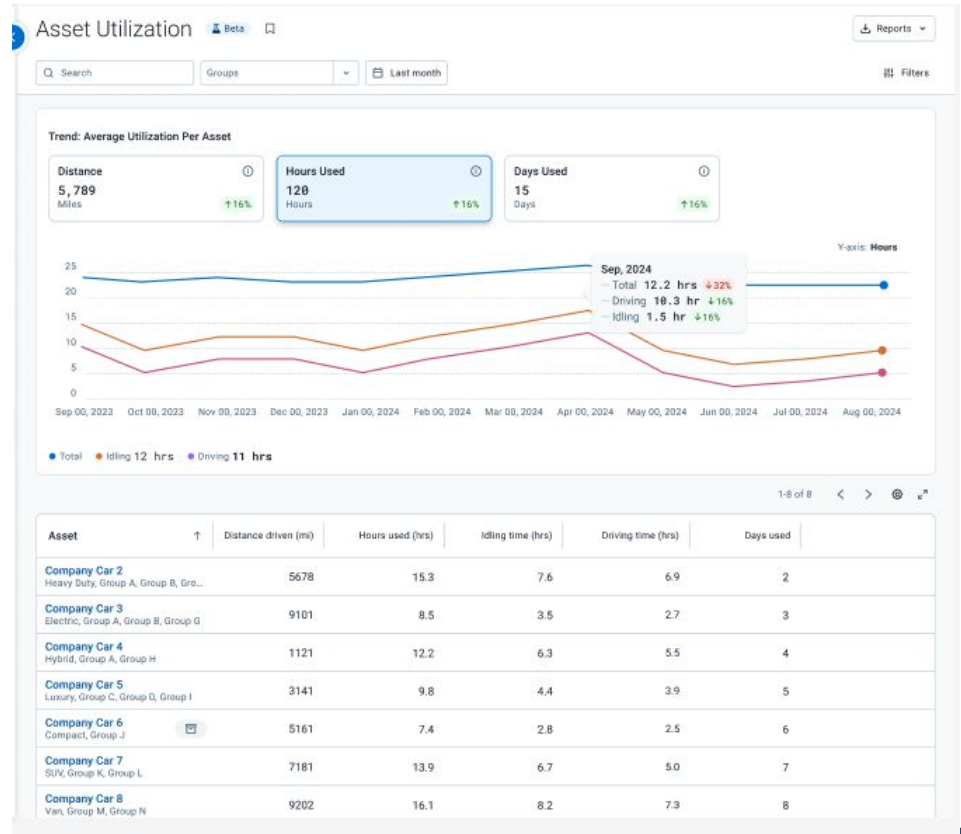 Asset Utilization Beta
Reports
Search Groups Last month Filters
Trend: Average Utilization Per Asset
Distance
5,789
Miles ↑16%
Hours Used
120
Hours ↑16%
Days Used
15
Days ↑16%
Y-axis: Hours
25
20
15
10
5
0
Sep, 2024
Total 12.2 hrs ↓32%
Driving 10.3 hr ↓16%
Idling 1.5 hr ↓16%
Sep 00, 2023 Oct 00, 2023 Nov 00, 2023 Dec 00, 2023 Jan 00, 2024 Feb 00, 2024 Mar 00, 2024 Apr 00, 2024 May 00, 2024 Jun 00, 2024 Jul 00, 2024 Aug 00, 2024
Total Idling 12 hrs Driving 11 hrs
1-8 of 8
Asset ↑ Distance driven (mi) Hours used (hrs) Idling time (hrs) Driving time (hrs) Days used
Company Car 2
Heavy Duty, Group A, Group B, Gro...
5678 15.3 7.6 6.9 2
Company Car 3
Electric, Group A, Group B, Group G
9101 8.5 3.5 2.7 3
Company Car 4
Hybrid, Group A, Group H
1121 12.2 6.3 5.5 4
Company Car 5
Luxury, Group C, Group D, Group I
3141 9.8 4.4 3.9 5
Company Car 6
Compact, Group J
5161 7.4 2.8 2.5 6
Company Car 7
SUV, Group K, Group L
7181 13.9 6.7 5.0 7
Company Car 8
Van, Group M, Group N
9202 16.1 8.2 7.3 8